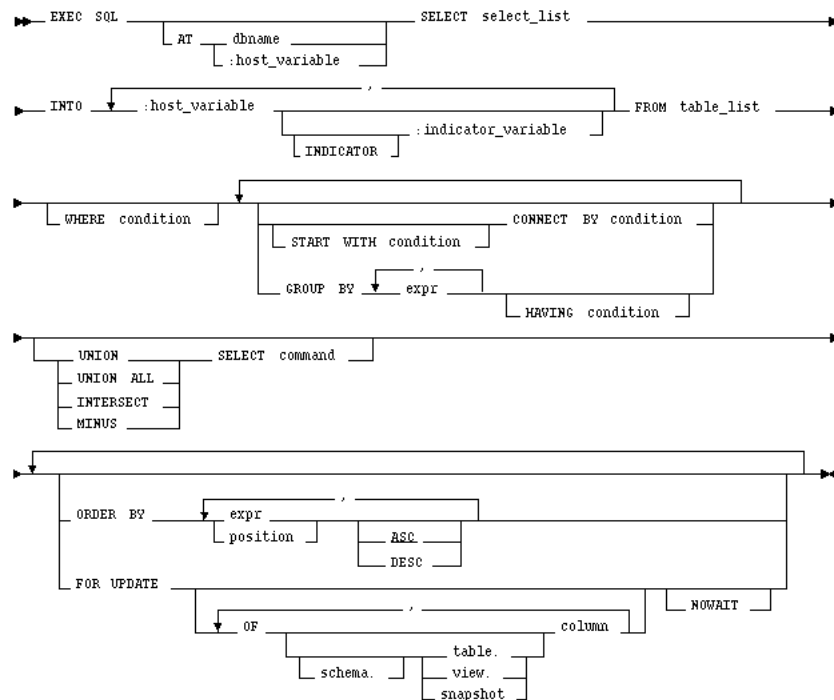 EXEC SQL SELECT select_list
AT dbname
:host_variable
,
INTO :host_variable FROM table_list
:indicator_variable
INDICATOR
WHERE condition
CONNECT BY condition
START WITH condition
,
GROUP BY expr
HAVING condition
UNION SELECT command
UNION ALL
INTERSECT
MINUS
,
ORDER BY expr
position ASC
DESC
FOR UPDATE
NOWAIT
,
OF column
table.
schema. view.
snapshot